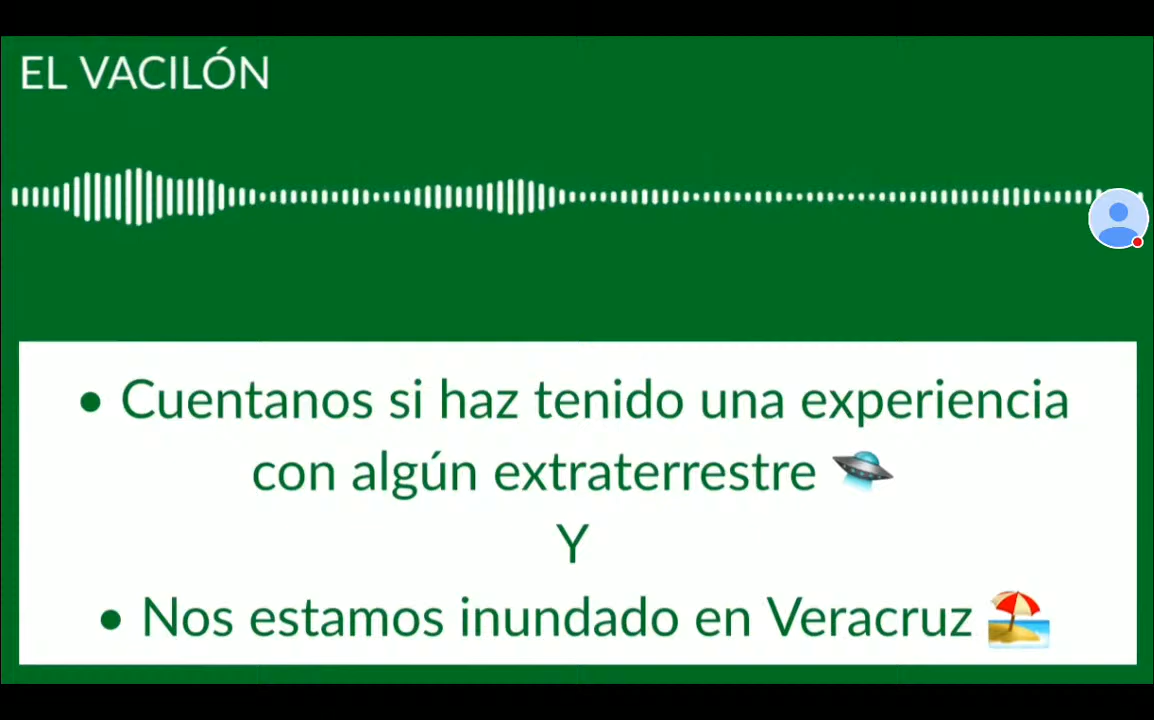 EL VACILÓN
• Cuentanos si haz tenido una experiencia
con algún extraterrestre 🛸
Y
• Nos estamos inundado en Veracruz 🏖️